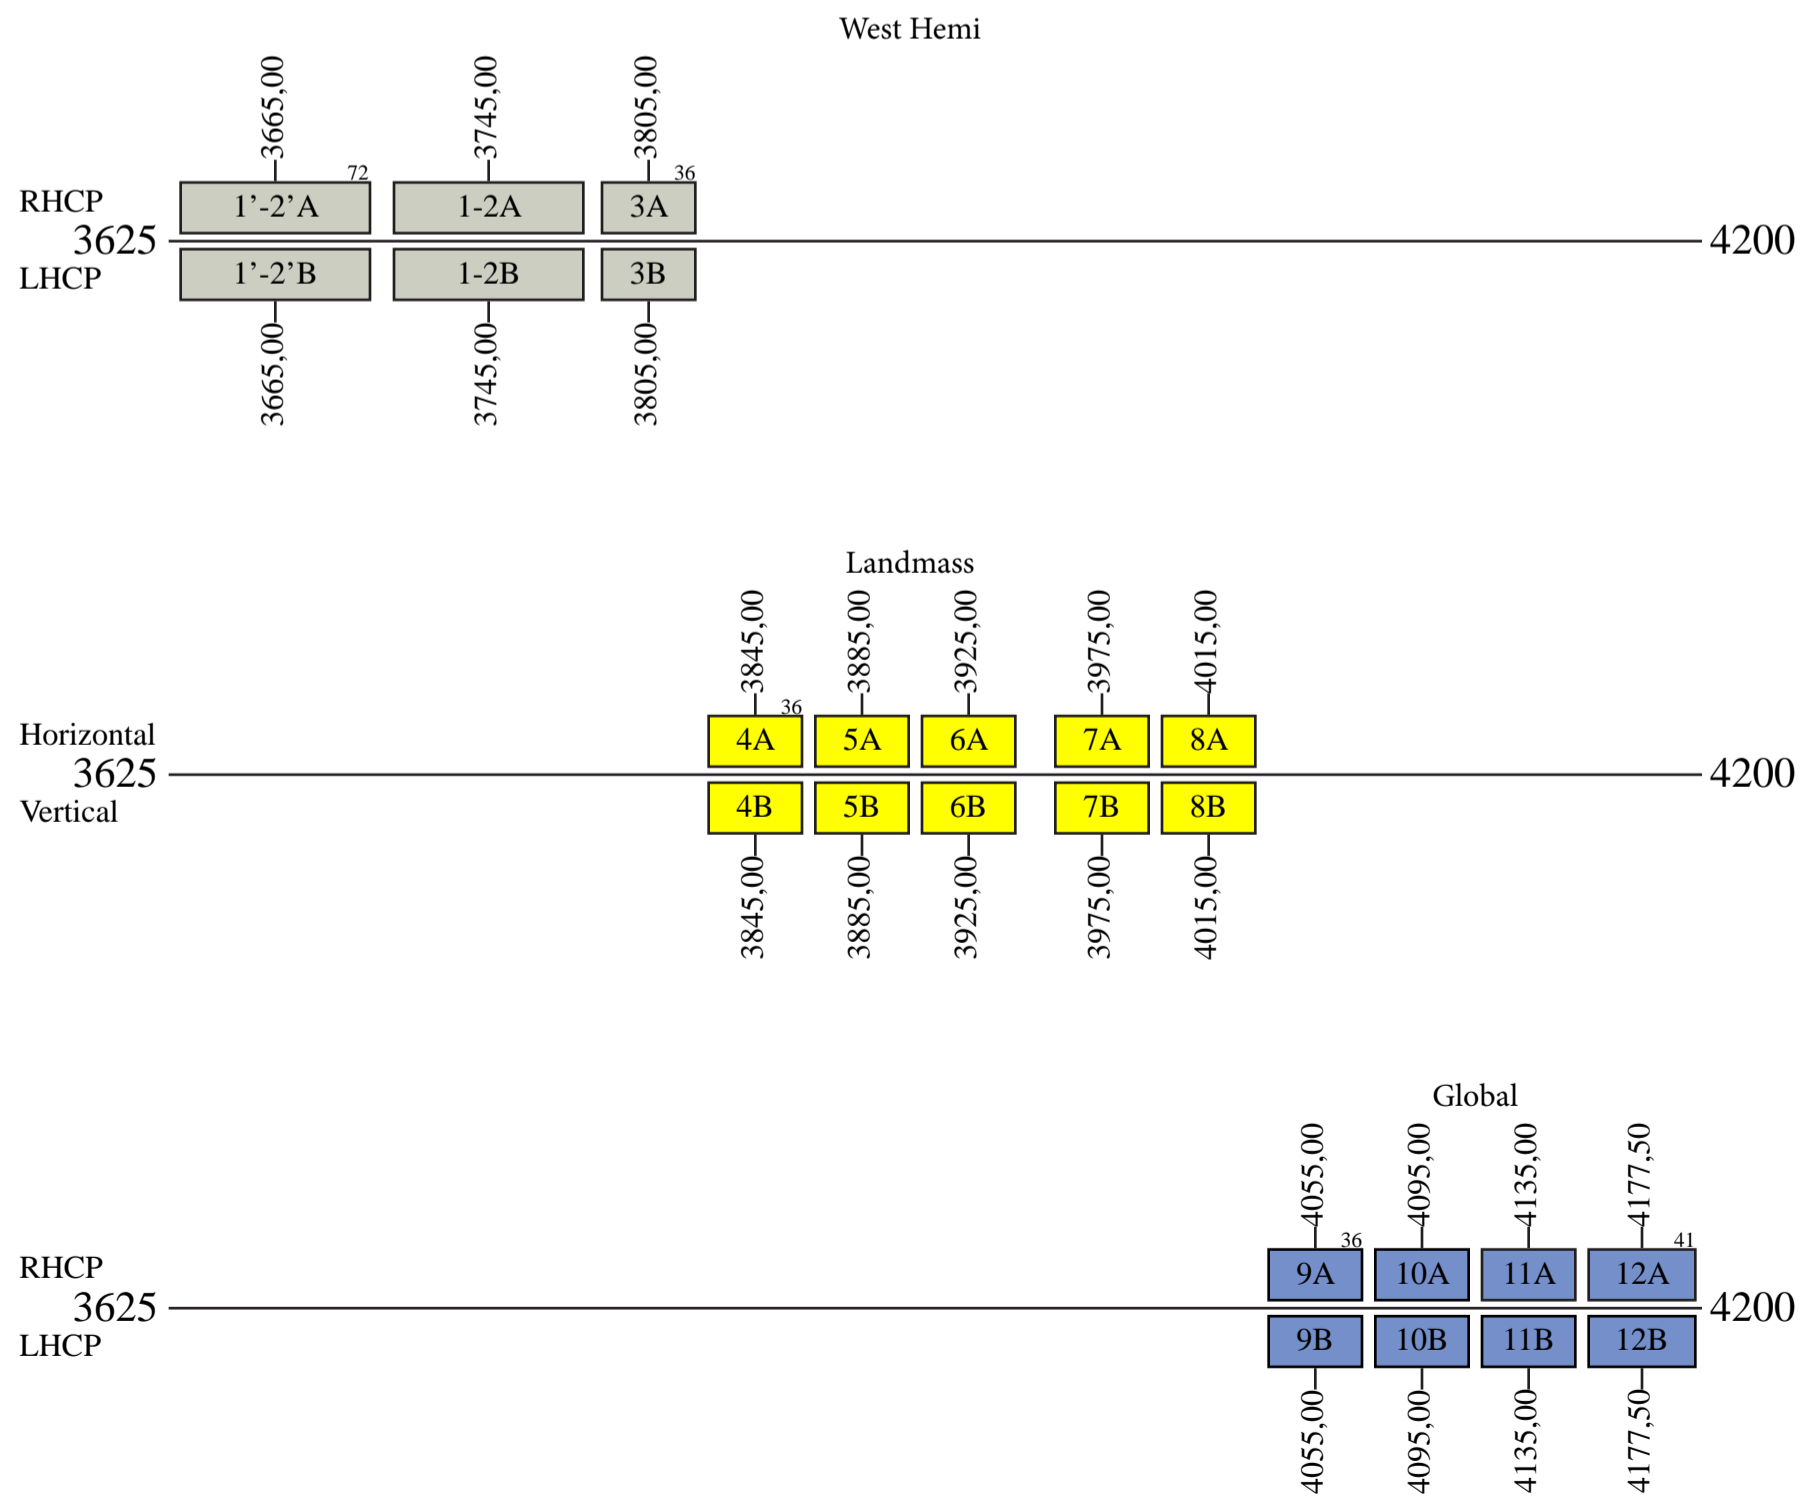 West Hemi
3665,00 3745,00 3805,00
72 36
RHCP 1’-2’A 1-2A 3A
3625 4200
LHCP 1’-2’B 1-2B 3B
3665,00 3745,00 3805,00
Landmass
3845,00 3885,00 3925,00 3975,00 4015,00
36
Horizontal 4A 5A 6A 7A 8A
3625 4200
Vertical 4B 5B 6B 7B 8B
3845,00 3885,00 3925,00 3975,00 4015,00
Global
4055,00 4095,00 4135,00 4177,50
36 41
RHCP 9A 10A 11A 12A
3625 4200
LHCP 9B 10B 11B 12B
4055,00 4095,00 4135,00 4177,50